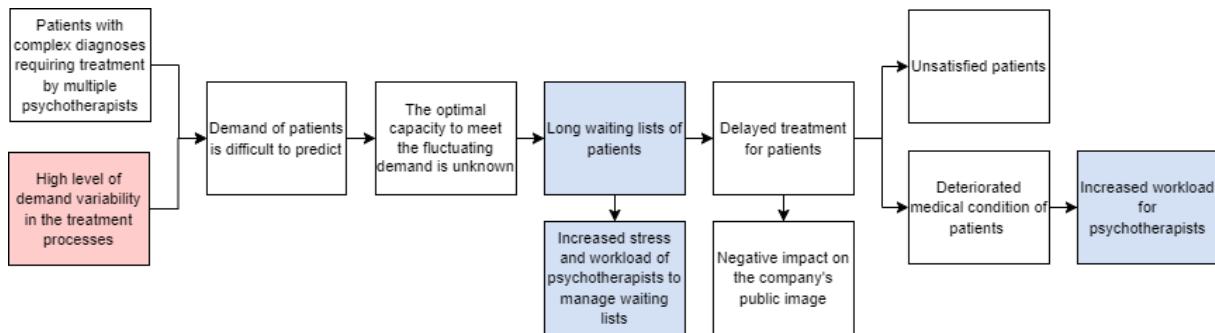 Patients with
complex diagnoses
requiring treatment
by multiple
psychotherapists
High level of
demand variability
in the treatment
processes
Demand of patients
is difficult to predict
The optimal
capacity to meet
the fluctuating
demand is unknown
Long waiting lists of
patients
Increased stress
and workload of
psychotherapists to
manage waiting
lists
Delayed treatment
for patients
Negative impact on
the company's
public image
Unsatisfied patients
Deteriorated
medical condition of
patients
Increased workload
for
psychotherapists